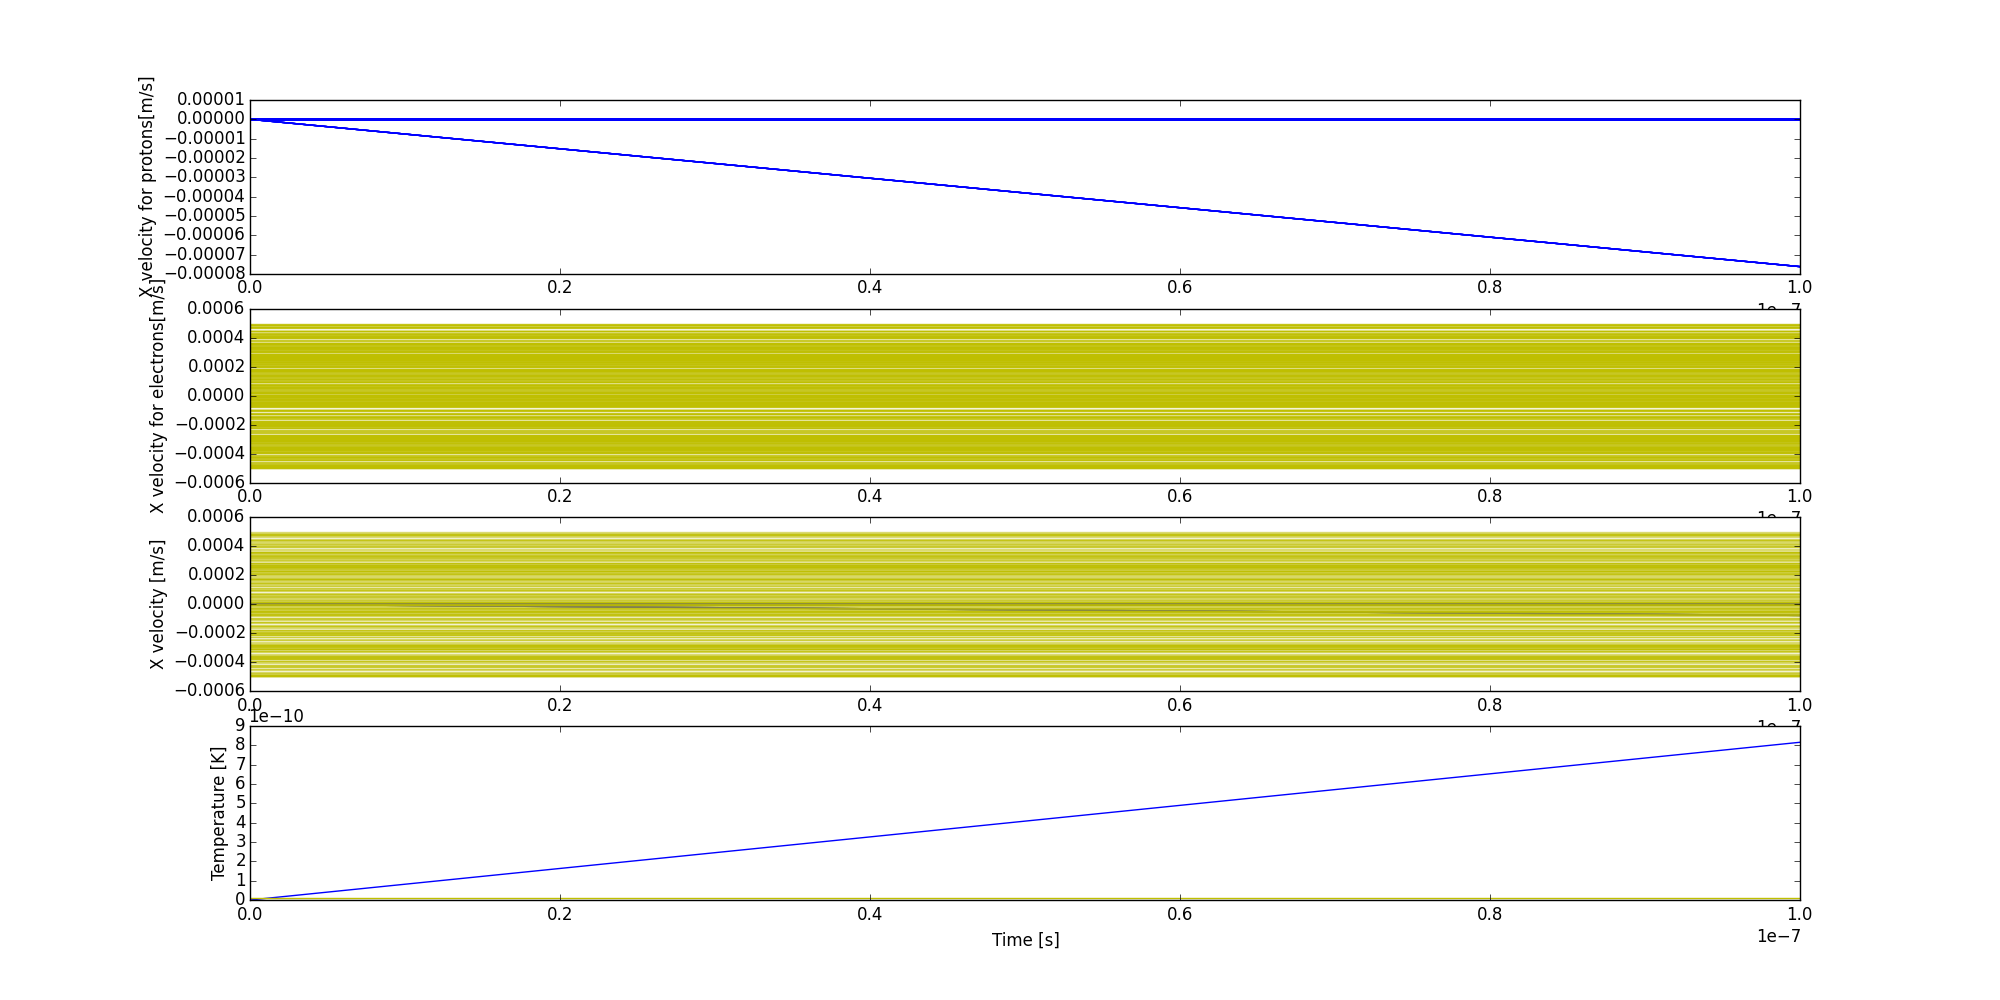 X velocity for protons[m/s]
0.00001
0.00000
−0.00001
−0.00002
−0.00003
−0.00004
−0.00005
−0.00006
−0.00007
−0.00008
0.0 0.2 0.4 0.6 0.8 1.0
1e−7
X velocity for electrons[m/s]
0.0006
0.0004
0.0002
0.0000
−0.0002
−0.0004
−0.0006
0.0 0.2 0.4 0.6 0.8 1.0
1e−7
X velocity [m/s]
0.0006
0.0004
0.0002
0.0000
−0.0002
−0.0004
−0.0006
0.0 0.2 0.4 0.6 0.8 1.0
1e−7
1e−10
Temperature [K]
9
8
7
6
5
4
3
2
1
0
0.0 0.2 0.4 0.6 0.8 1.0
Time [s]
1e−7